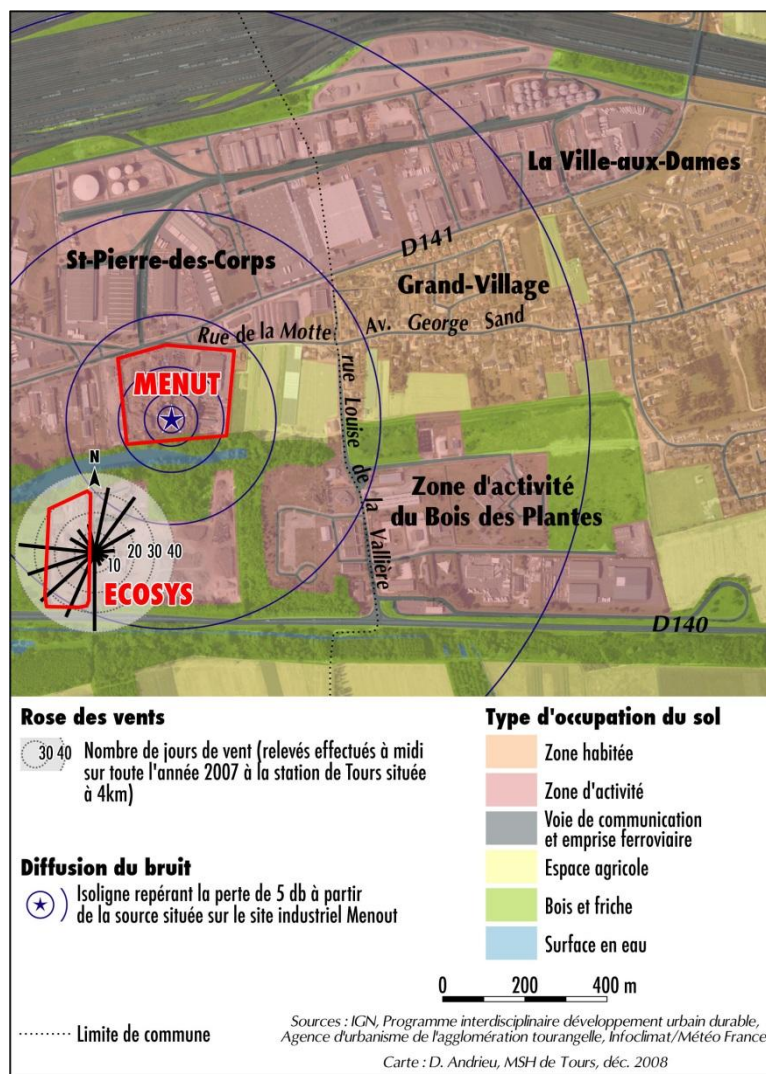 La Ville-aux-Dames
D141
St-Pierre-des-Corps
Grand-Village
Rue de la Motte
Av. George Sand
MENUT
rue Louise de la Vallière
N
Zone d'activité
du Bois des Plantes
10 20 30 40
ECOSYS
D140
Rose des vents
30 40
Nombre de jours de vent (relevés effectués à midi
sur toute l'année 2007 à la station de Tours située
à 4km)
Diffusion du bruit
Isoligne repérant la perte de 5 db à partir
de la source située sur le site industriel Menout
Limite de commune
Type d'occupation du sol
Zone habitée
Zone d'activité
Voie de communication
et emprise ferroviaire
Espace agricole
Bois et friche
Surface en eau
0 200 400 m
Sources : IGN, Programme interdisciplinaire développement urbain durable,
Agence d'urbanisme de l'agglomération tourangelle, Infoclimat/Météo France
Carte : D. Andrieu, MSH de Tours, déc. 2008